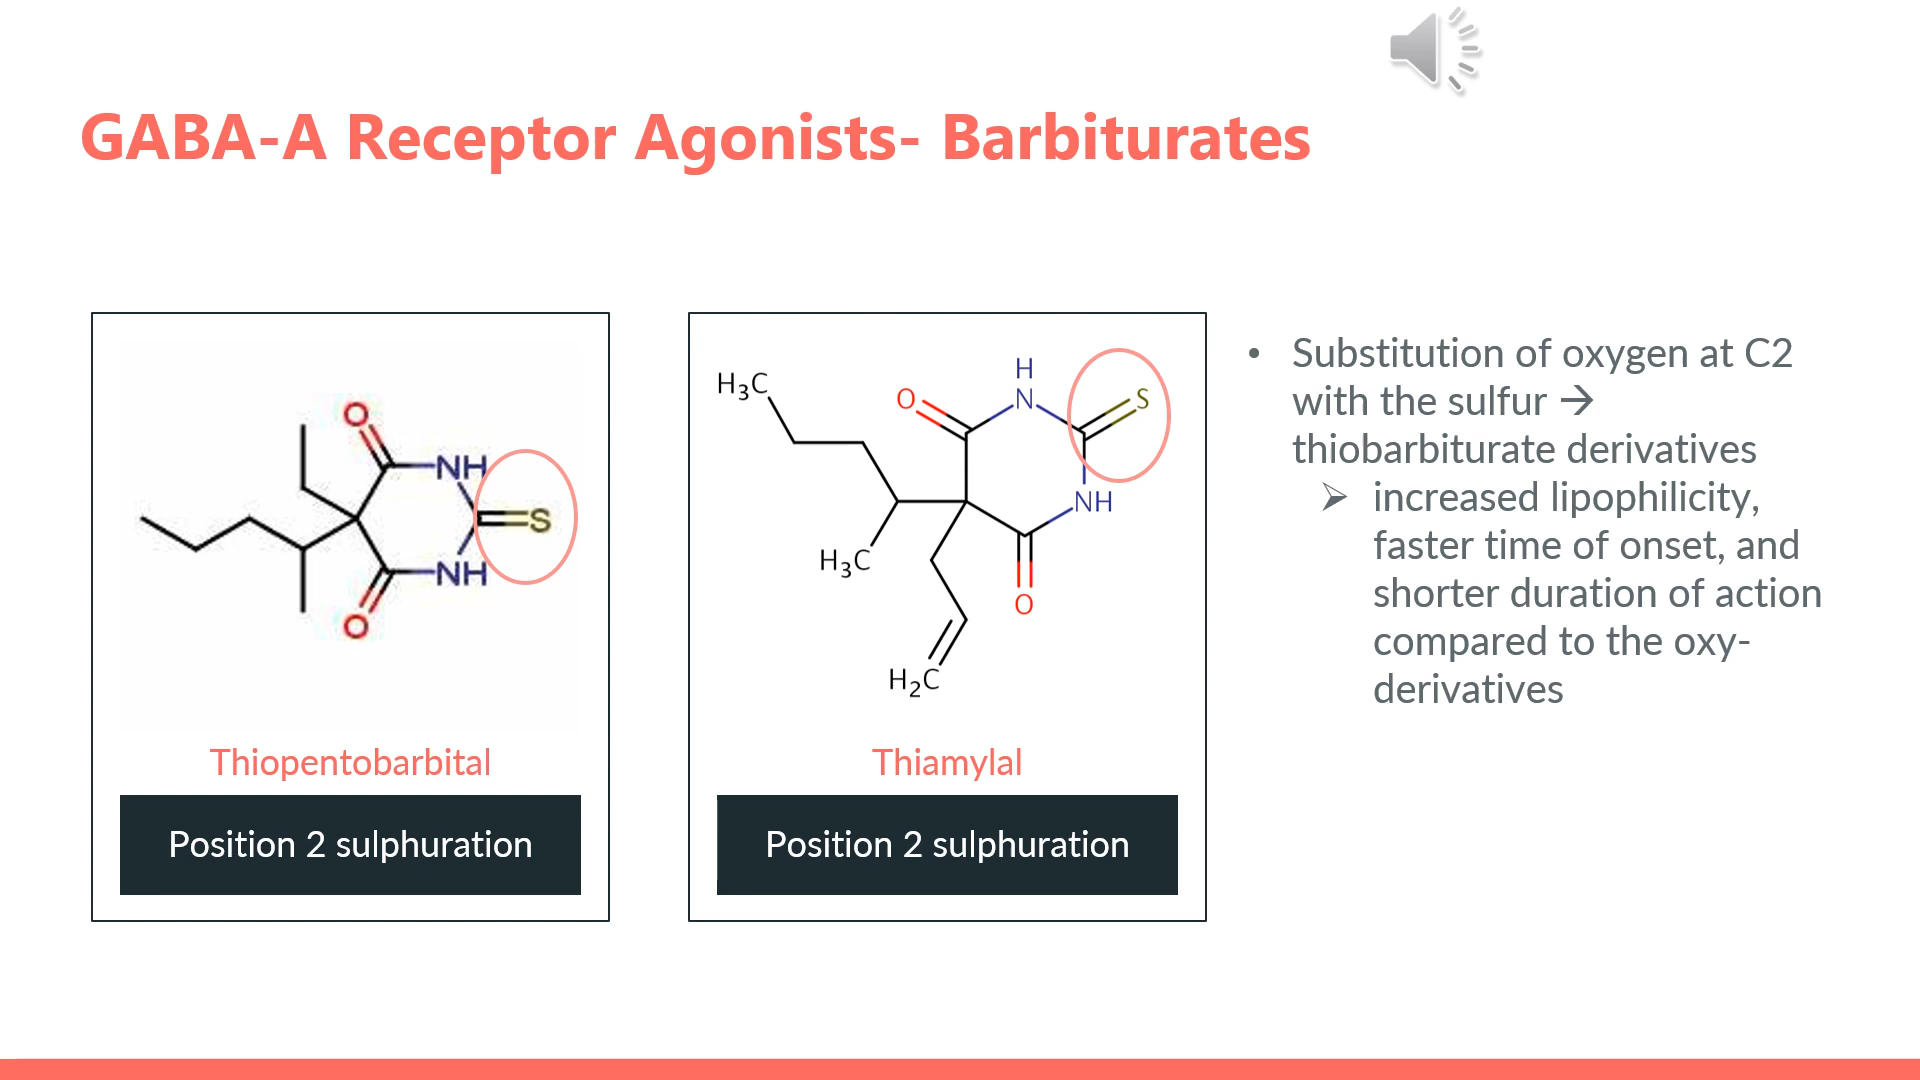 GABA-A Receptor Agonists- Barbiturates
O
NH
S
NH
O
Thiopentobarbital
Position 2 sulphuration
H
H₃C
O
N
S
NH
H₃C
O
H₂C
Thiamylal
Position 2 sulphuration
• Substitution of oxygen at C2
with the sulfur →
thiobarbiturate derivatives
➢ increased lipophilicity,
faster time of onset, and
shorter duration of action
compared to the oxy-
derivatives